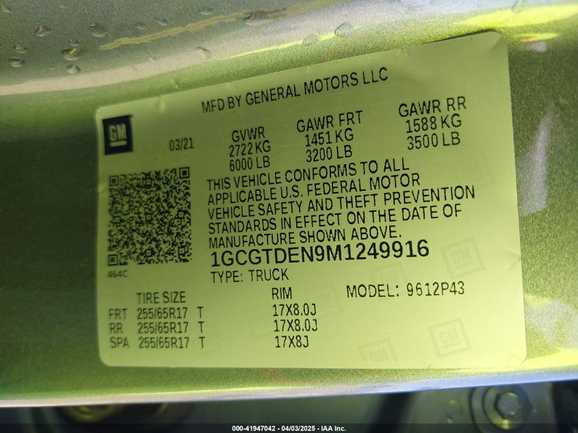 MFD BY GENERAL MOTORS LLC
GM
03/21
GVWR GAWR FRT GAWR RR
2722 KG 1451 KG 1588 KG
6000 LB 3200 LB 3500 LB
THIS VEHICLE CONFORMS TO ALL
APPLICABLE U.S. FEDERAL MOTOR
VEHICLE SAFETY AND THEFT PREVENTION
STANDARDS IN EFFECT ON THE DATE OF
MANUFACTURE SHOWN ABOVE.
464C
1GCGTDEN9M1249916
TYPE: TRUCK
TIRE SIZE RIM MODEL: 9612P43
FRT 255/65R17 T 17X8.0J
RR 255/65R17 T 17X8.0J
SPA 255/65R17 T 17X8J
000-41947042 - 04/03/2025 - IAA Inc.